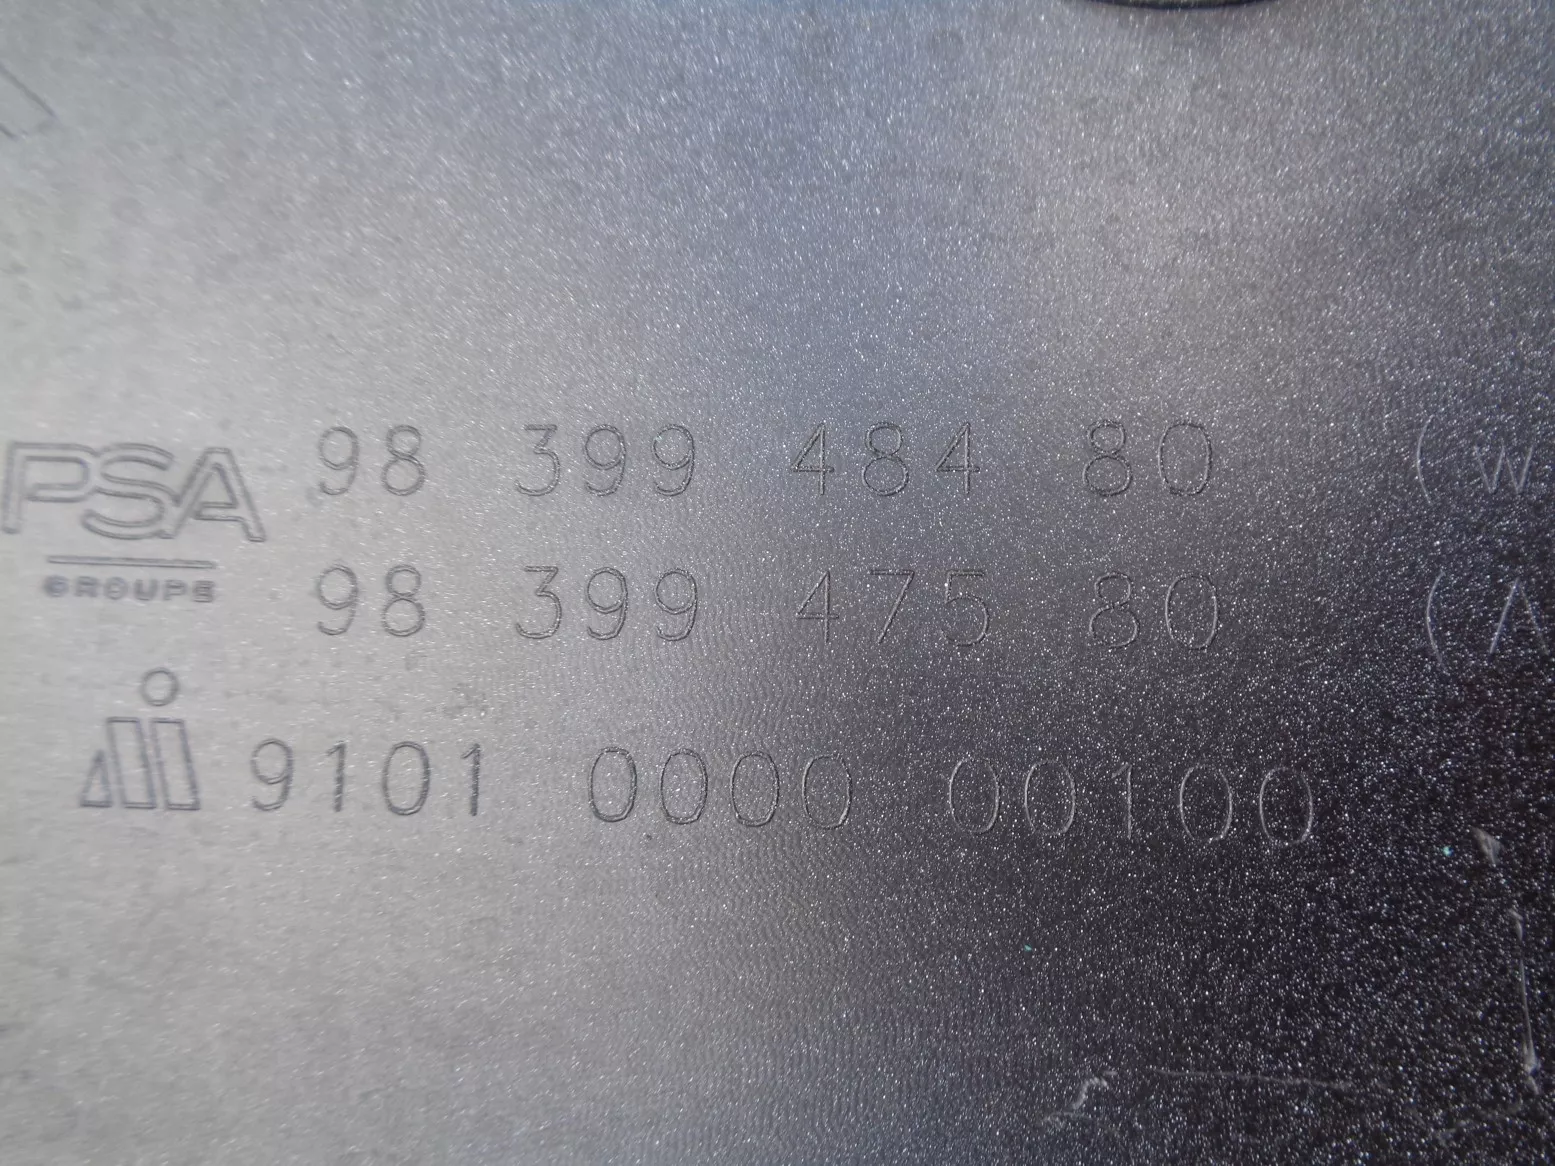 PSA 98 399 484 80 (W
GROUPE 98 399 475 80 (A
9101 0000 00100